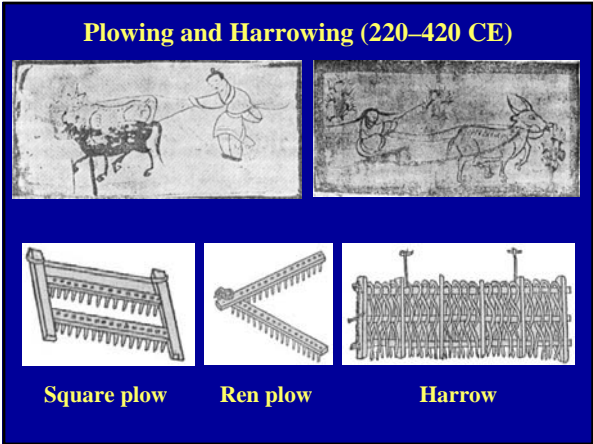 Plowing and Harrowing (220–420 CE)
Square plow
Ren plow
Harrow